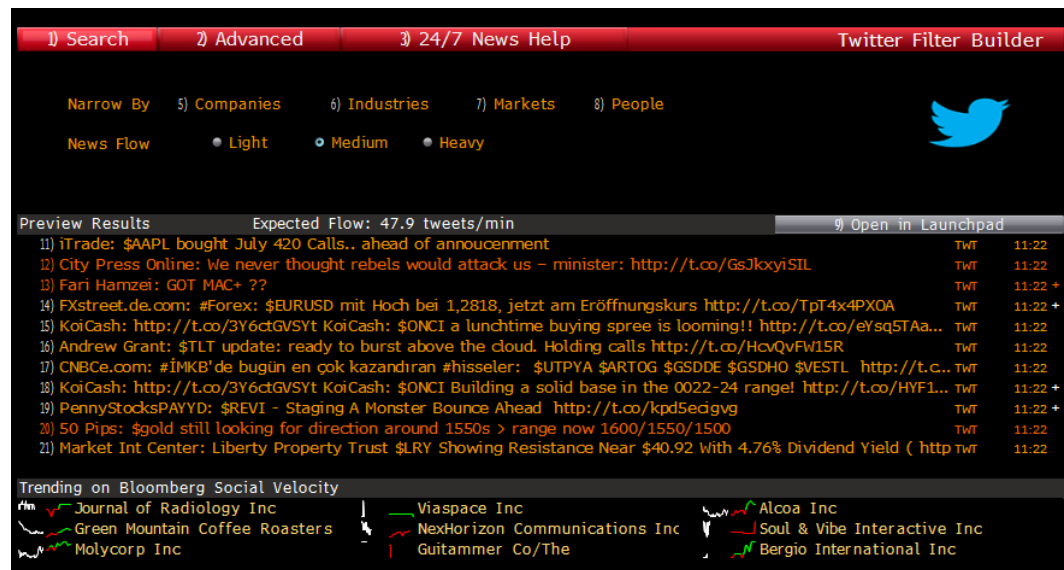 1) Search 2) Advanced 3) 24/7 News Help Twitter Filter Builder
Narrow By 5) Companies 6) Industries 7) Markets 8) People
News Flow Light Medium Heavy
Preview Results Expected Flow: 47.9 tweets/min 9) Open in Launchpad
11) iTrade: $AAPL bought July 420 Calls.. ahead of annoucenment TWT 11:22
12) City Press Online: We never thought rebels would attack us – minister: http://t.co/GsJkxyiSIL TWT 11:22
13) Fari Hamzei: GOT MAC+ ?? TWT 11:22 +
14) FXstreet.de.com: #Forex: $EURUSD mit Hoch bei 1,2818, jetzt am Eröffnungskurs http://t.co/TpT4x4PXOA TWT 11:22 +
15) KoiCash: http://t.co/3Y6ctGVSYt KoiCash: $ONCI a lunchtime buying spree is looming!! http://t.co/eYsq5TAa... TWT 11:22
16) Andrew Grant: $TLT update: ready to burst above the cloud. Holding calls http://t.co/HcvQvFW15R TWT 11:22
17) CNBCe.com: #İMKB'de bugün en çok kazandıran #hisseler: $UTPYA $ARTOG $GSDDE $GSDHO $VESTL http://t.c... TWT 11:22
18) KoiCash: http://t.co/3Y6ctGVSYt KoiCash: $ONCI Building a solid base in the 0022-24 range! http://t.co/HYF1... TWT 11:22 +
19) PennyStocksPAYYD: $REVI - Staging A Monster Bounce Ahead http://t.co/kpd5ecigvg TWT 11:22 +
20) 50 Pips: $gold still looking for direction around 1550s > range now 1600/1550/1500 TWT 11:22
21) Market Int Center: Liberty Property Trust $LRY Showing Resistance Near $40.92 With 4.76% Dividend Yield ( http TWT 11:22
Trending on Bloomberg Social Velocity
Journal of Radiology Inc Viaspace Inc Alcoa Inc
Green Mountain Coffee Roasters NexHorizon Communications Inc Soul & Vibe Interactive Inc
Molycorp Inc Guitammer Co/The Bergio International Inc